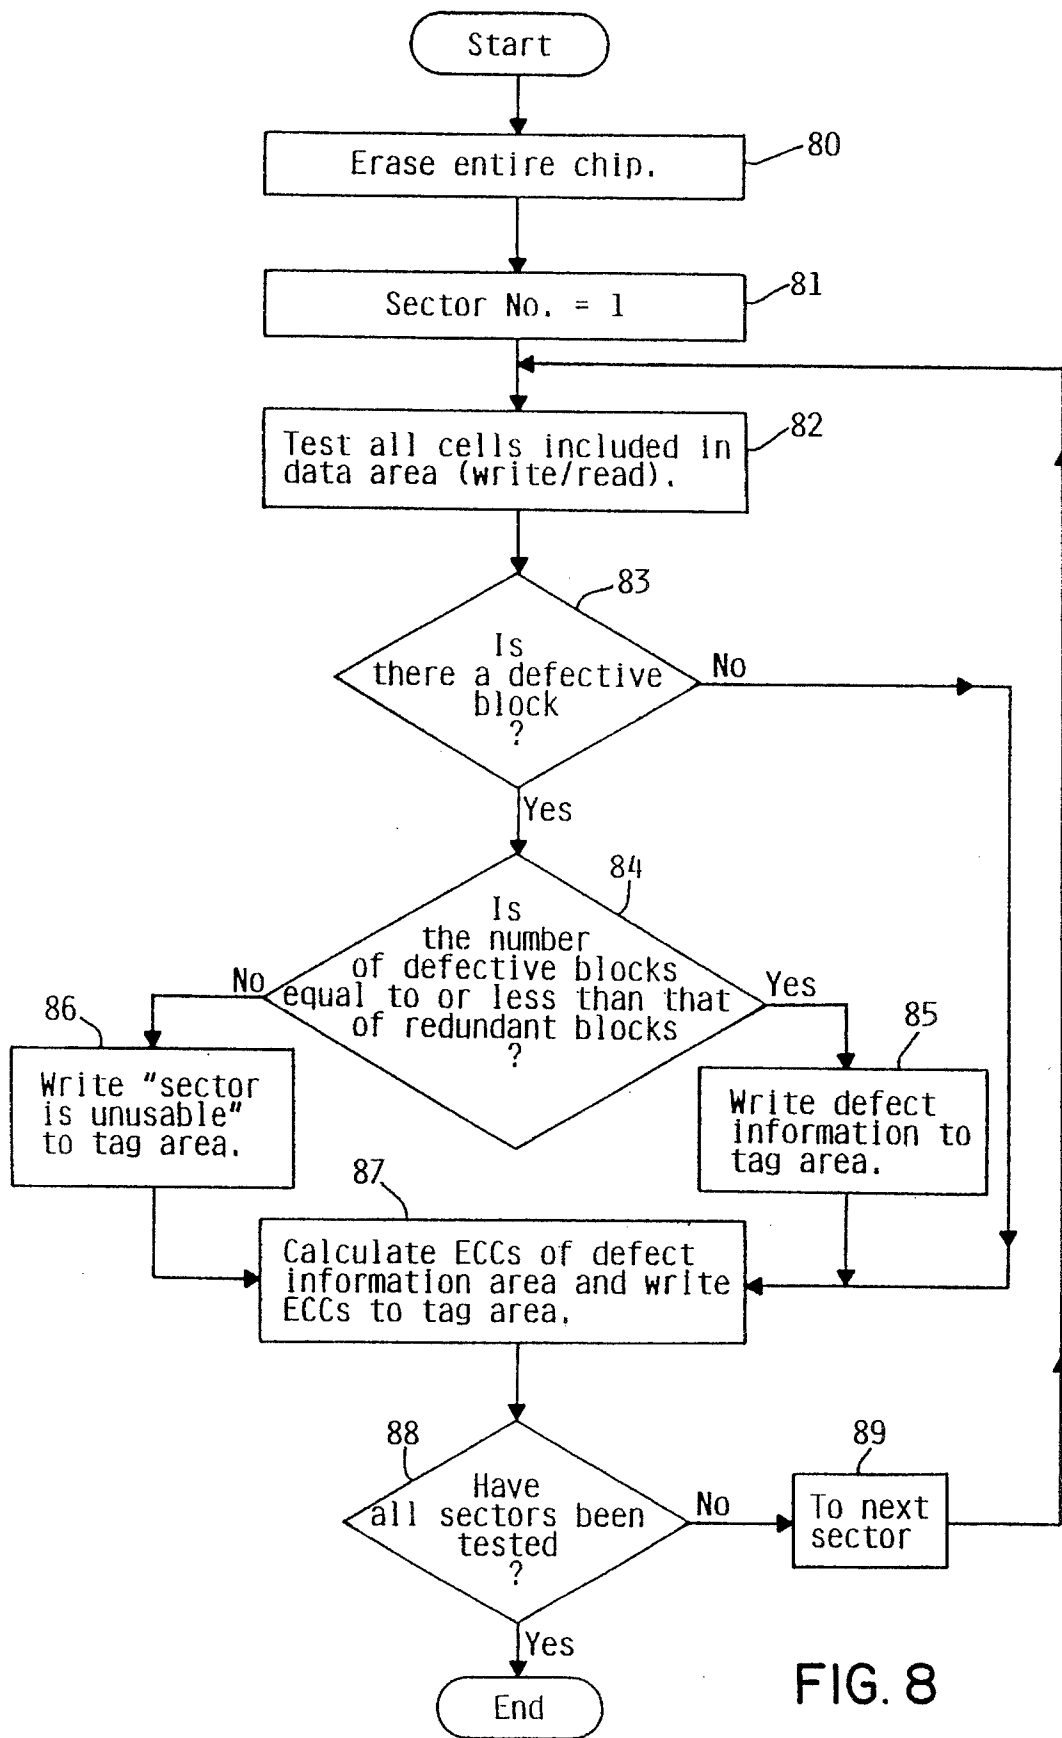 Start
80
Erase entire chip.
81
Sector No. = 1
82
Test all cells included in
data area (write/read).
83
Is
there a defective
block
?
No
Yes
84
Is
the number
of defective blocks
equal to or less than that
of redundant blocks
?
No
Yes
86
Write "sector
is unusable"
to tag area.
85
Write defect
information to
tag area.
87
Calculate ECCs of defect
information area and write
ECCs to tag area.
88
Have
all sectors been
tested
?
No
89
To next
sector
Yes
End
FIG. 8